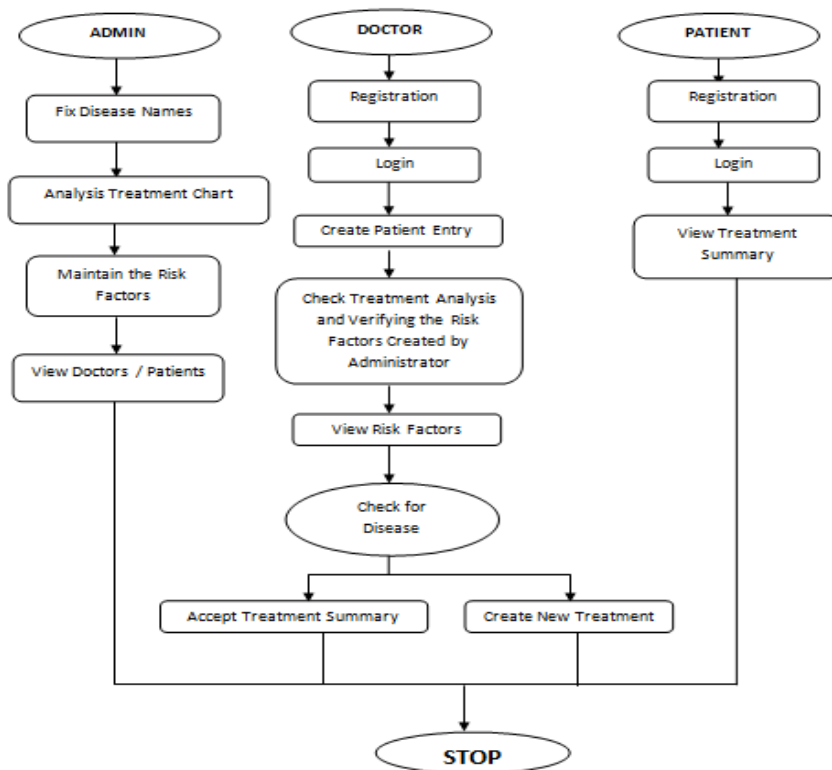 ADMIN
Fix Disease Names
Analysis Treatment Chart
Maintain the Risk
Factors
View Doctors / Patients
DOCTOR
Registration
Login
Create Patient Entry
Check Treatment Analysis
and Verifying the Risk
Factors Created by
Administrator
View Risk Factors
Check for
Disease
Accept Treatment Summary
Create New Treatment
PATIENT
Registration
Login
View Treatment
Summary
STOP